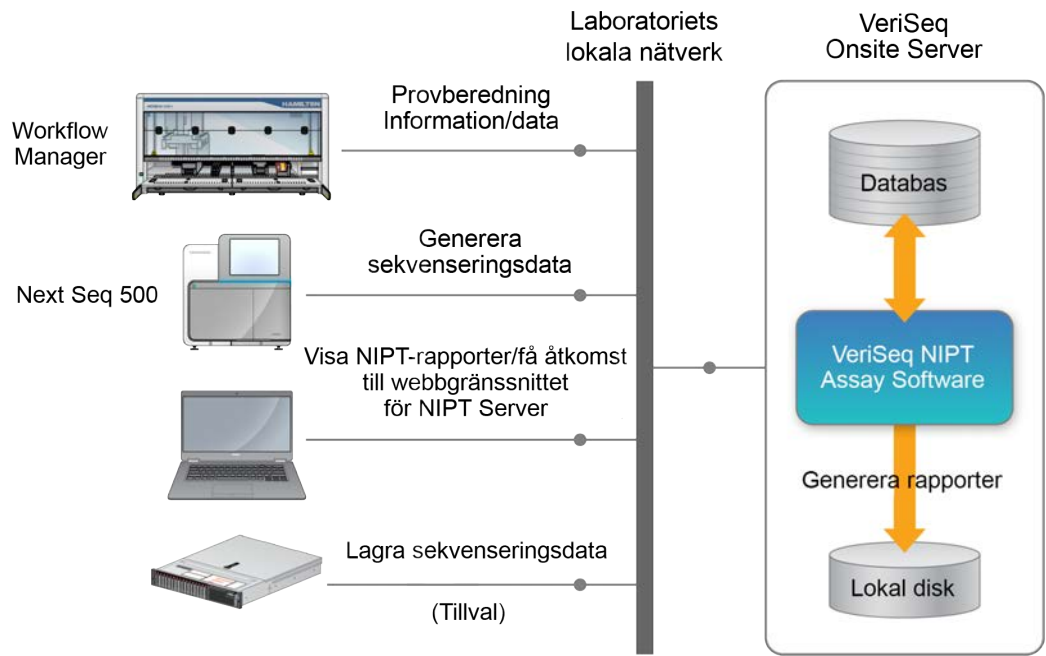 Laboratoriets
lokala nätverk
VeriSeq
Onsite Server
Workflow
Manager
HAMILTON
Provberedning
Information/data
Next Seq 500
Generera
sekvenseringsdata
Visa NIPT-rapporter/få åtkomst
till webbgränssnittet
för NIPT Server
Lagra sekvenseringsdata
(Tillval)
Databas
VeriSeq NIPT
Assay Software
Generera rapporter
Lokal disk